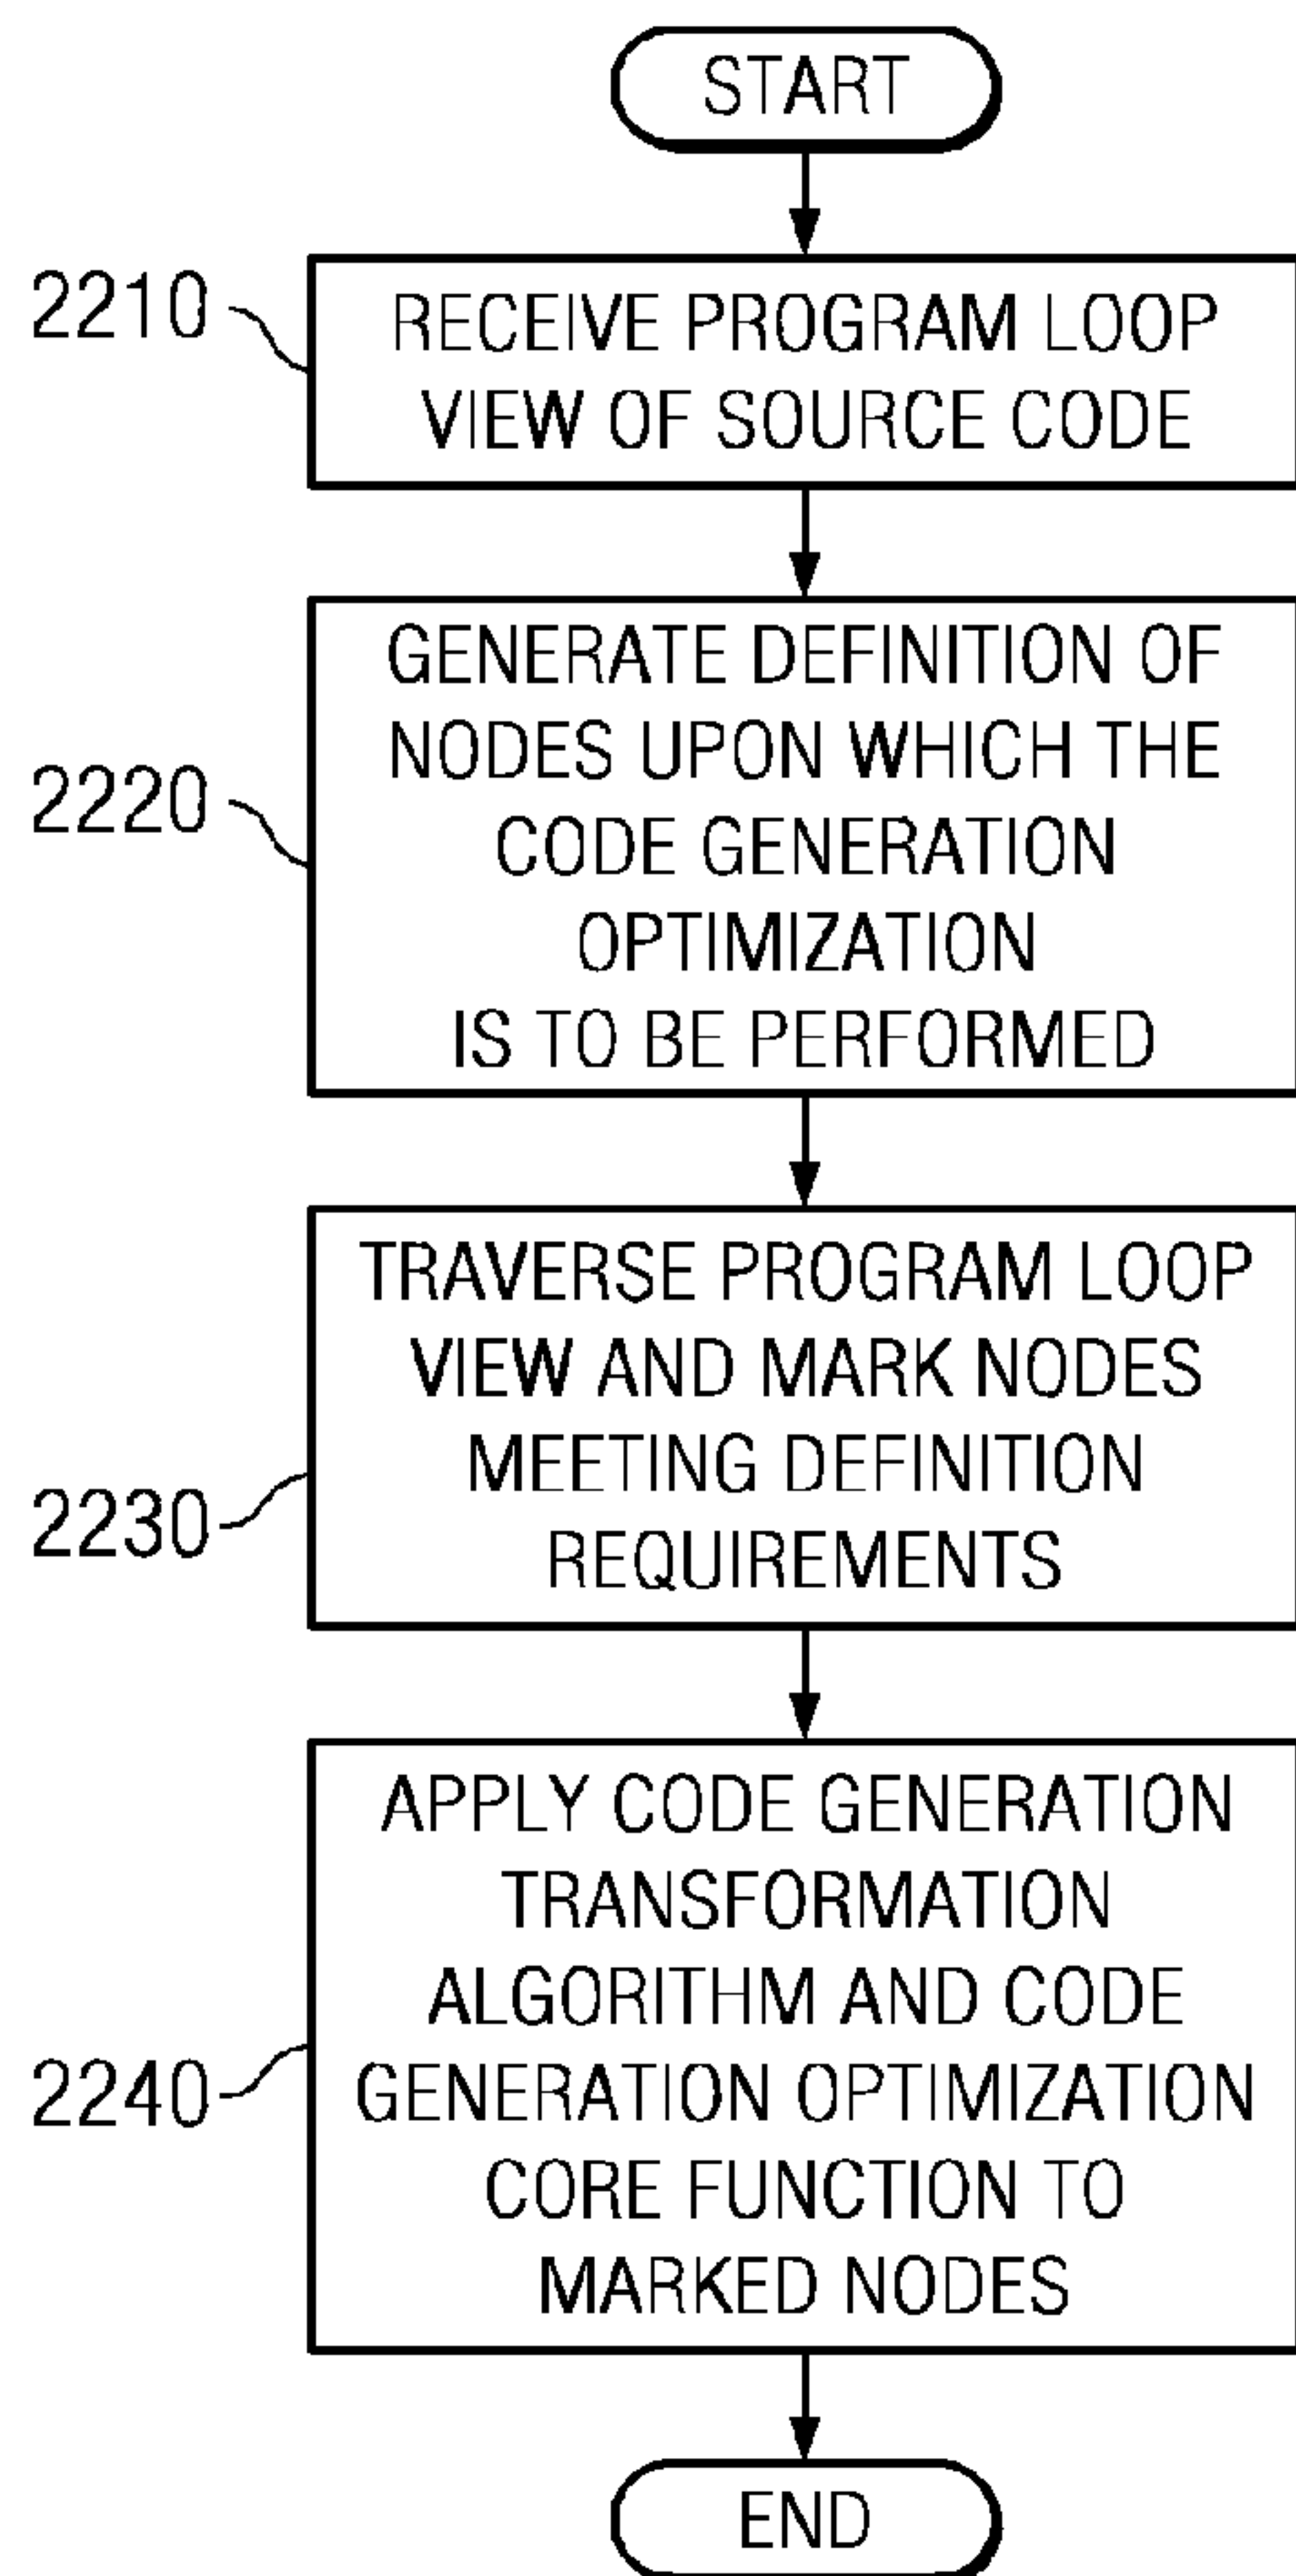 START
2210
RECEIVE PROGRAM LOOP
VIEW OF SOURCE CODE
2220
GENERATE DEFINITION OF
NODES UPON WHICH THE
CODE GENERATION
OPTIMIZATION
IS TO BE PERFORMED
2230
TRAVERSE PROGRAM LOOP
VIEW AND MARK NODES
MEETING DEFINITION
REQUIREMENTS
2240
APPLY CODE GENERATION
TRANSFORMATION
ALGORITHM AND CODE
GENERATION OPTIMIZATION
CORE FUNCTION TO
MARKED NODES
END